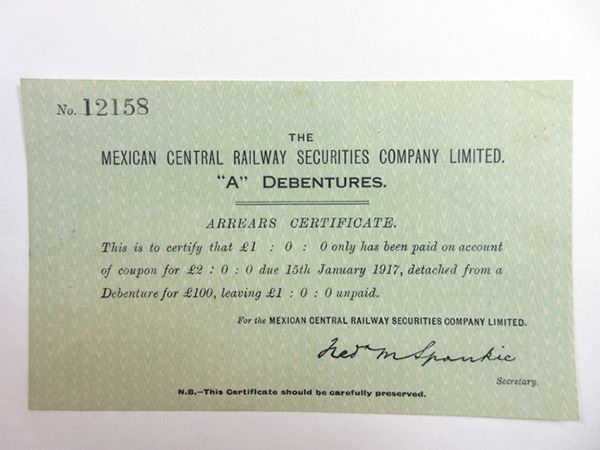 No. 12158
THE
MEXICAN CENTRAL RAILWAY SECURITIES COMPANY LIMITED.
"A" DEBENTURES.
ARREARS CERTIFICATE.
This is to certify that £1 : 0 : 0 only has been paid on account
of coupon for £2 : 0 : 0 due 15th January 1917, detached from a
Debenture for £100, leaving £1 : 0 : 0 unpaid.
For the MEXICAN CENTRAL RAILWAY SECURITIES COMPANY LIMITED.
Fredk M Spankie
Secretary.
N.B.—This Certificate should be carefully preserved.